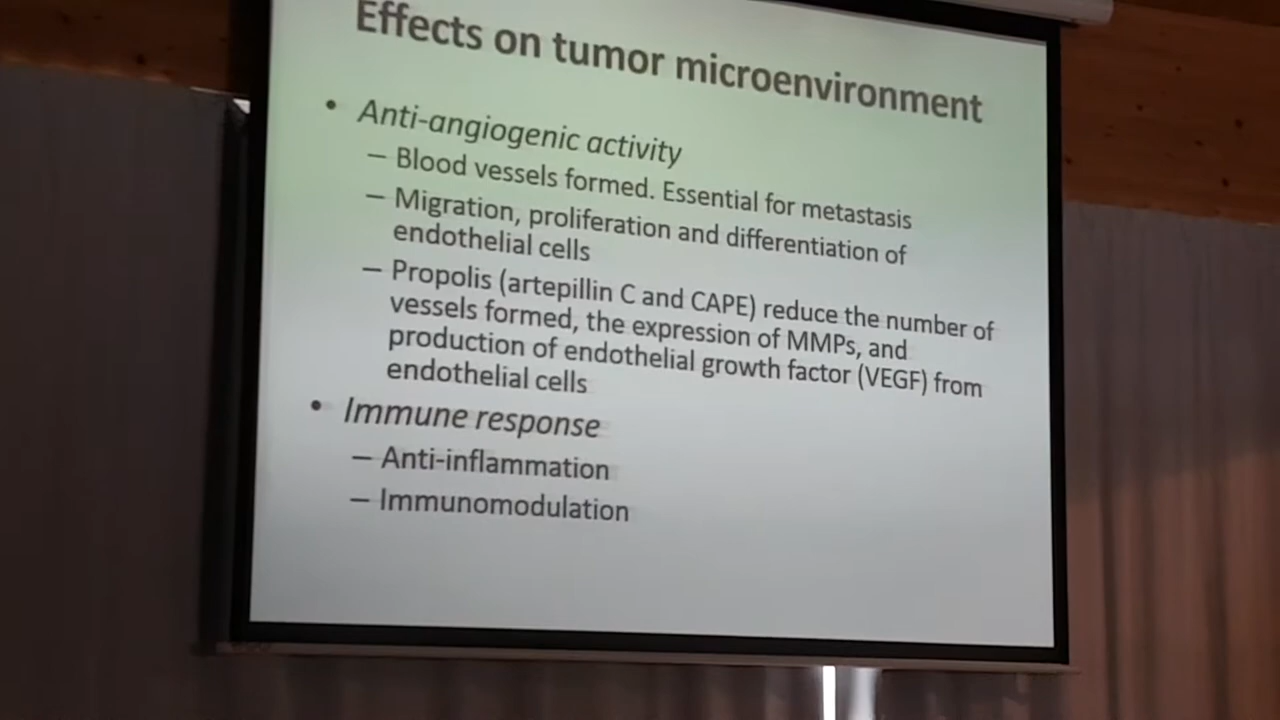 Effects on tumor microenvironment
• Anti-angiogenic activity
– Blood vessels formed. Essential for metastasis
– Migration, proliferation and differentiation of
endothelial cells
– Propolis (artepillin C and CAPE) reduce the number of
vessels formed, the expression of MMPs, and
production of endothelial growth factor (VEGF) from
endothelial cells
• Immune response
– Anti-inflammation
– Immunomodulation